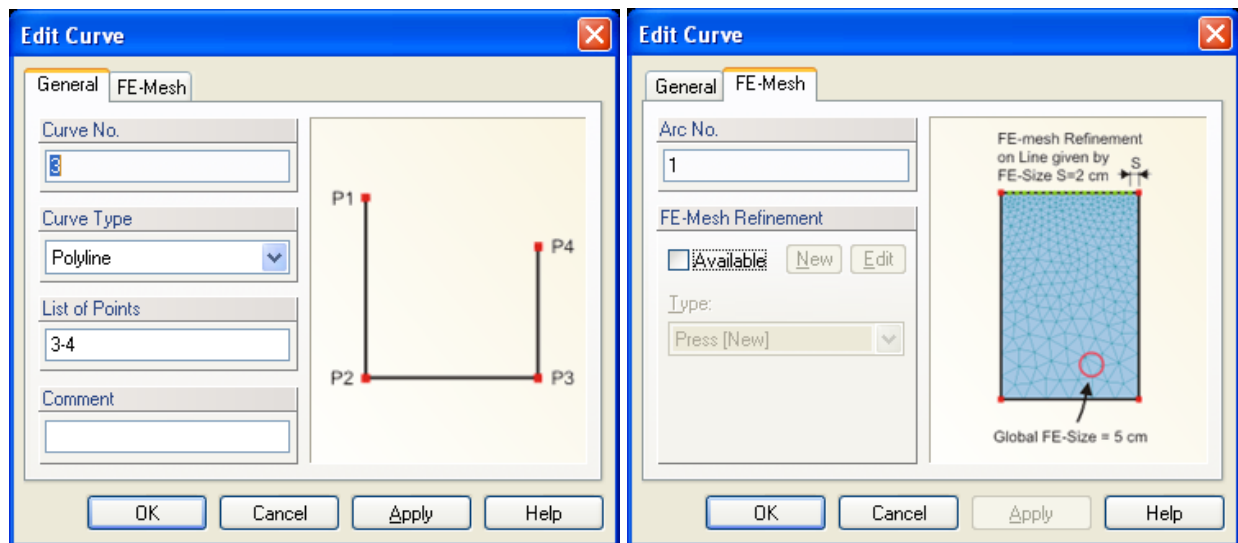 Edit Curve
General FE-Mesh
Curve No.
3
Curve Type
Polyline
List of Points
3-4
Comment
P1
P4
P2
P3
OK Cancel Apply Help
Edit Curve
General FE-Mesh
Arc No.
1
FE-Mesh Refinement
Available New Edit
Type:
Press [New]
FE-mesh Refinement
on Line given by
FE-Size S=2 cm
S
Global FE-Size = 5 cm
OK Cancel Apply Help